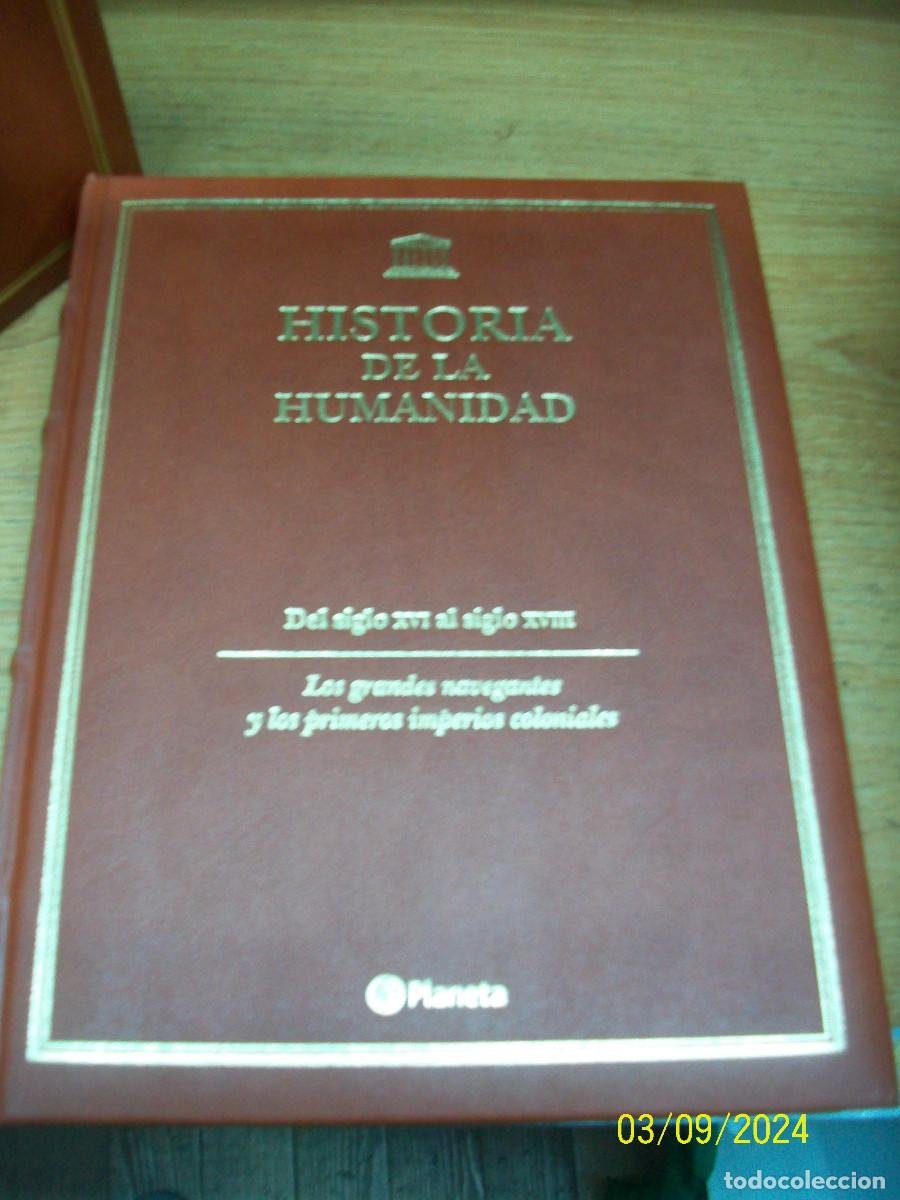 HISTORIA
DE LA
HUMANIDAD
Del siglo XVI al siglo XVIII
Los grandes navegantes
y los primeros imperios coloniales
Planeta
03/09/2024
todocoleccion